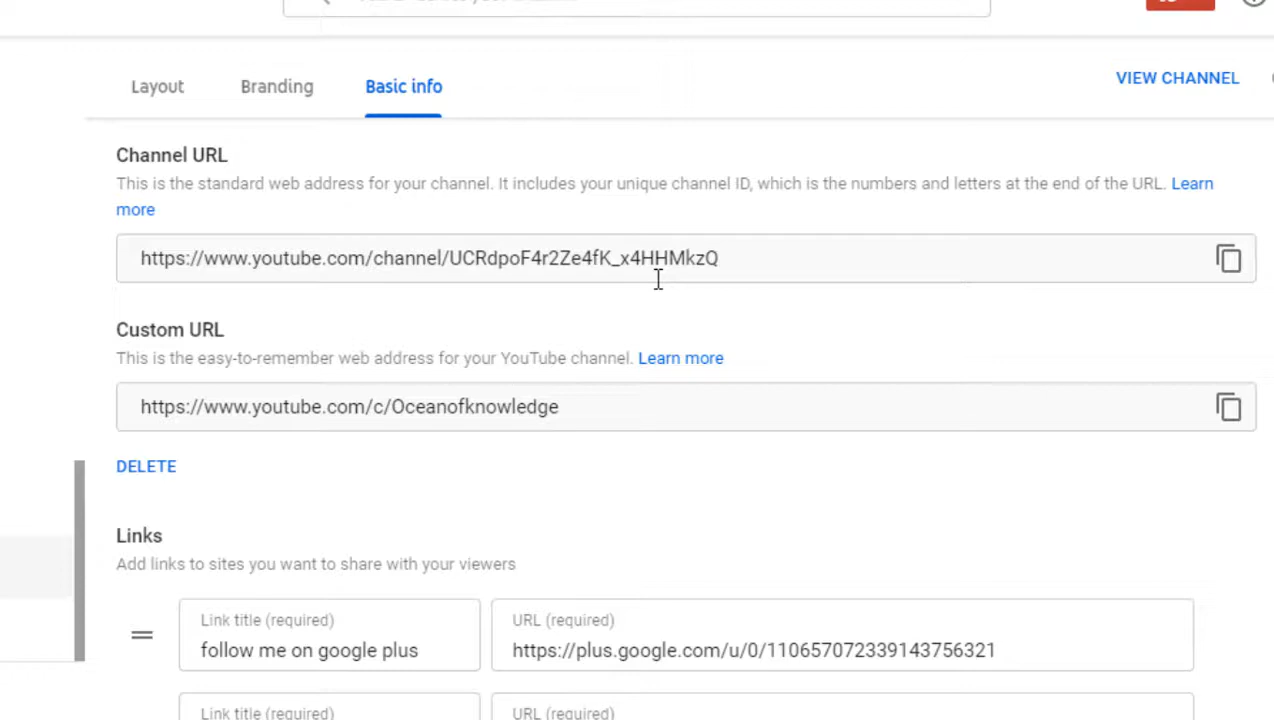 Layout Branding Basic info VIEW CHANNEL
Channel URL
This is the standard web address for your channel. It includes your unique channel ID, which is the numbers and letters at the end of the URL. Learn
more
https://www.youtube.com/channel/UCRdpoF4r2Ze4fK_x4HHMkzQ
Custom URL
This is the easy-to-remember web address for your YouTube channel. Learn more
https://www.youtube.com/c/Oceanofknowledge
DELETE
Links
Add links to sites you want to share with your viewers
Link title (required) URL (required)
follow me on google plus https://plus.google.com/u/0/110657072339143756321
Link title (required) URL (required)